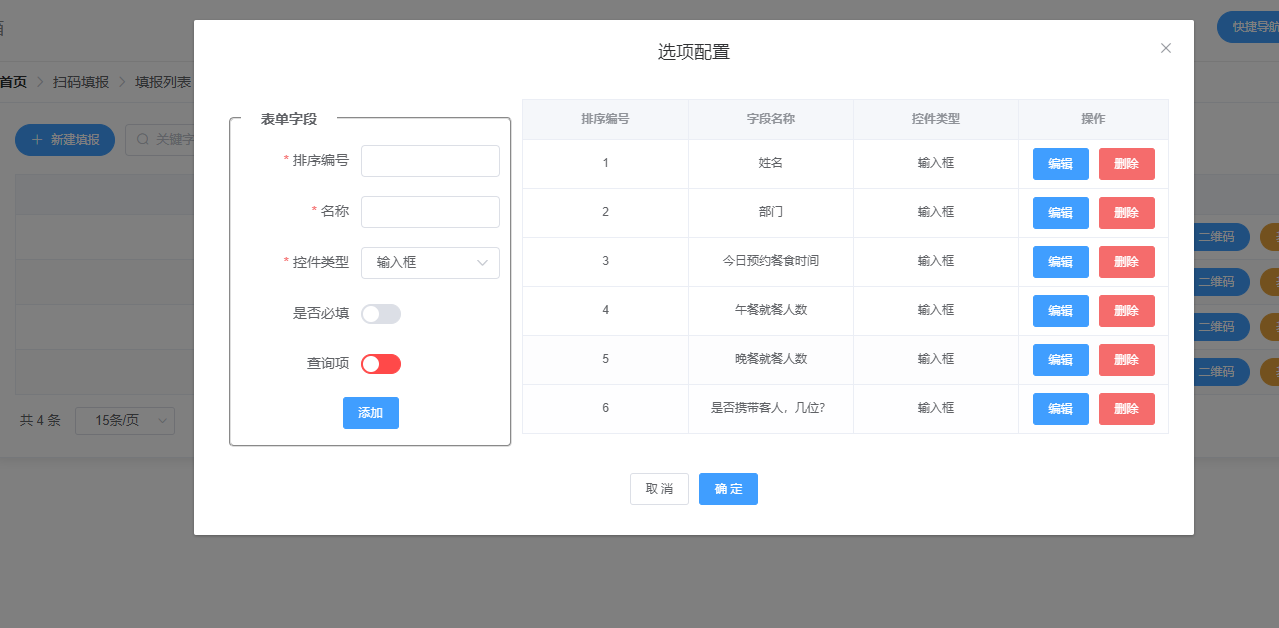 快捷导航
首页 > 扫码填报 > 填报列表
+ 新建填报
关键字
选项配置
表单字段
* 排序编号
* 名称
* 控件类型 输入框
是否必填
查询项
添加
排序编号 字段名称 控件类型 操作
1 姓名 输入框 编辑 删除
2 部门 输入框 编辑 删除
3 今日预约餐食时间 输入框 编辑 删除
4 午餐就餐人数 输入框 编辑 删除
5 晚餐就餐人数 输入框 编辑 删除
6 是否携带客人，几位? 输入框 编辑 删除
二维码
二维码
二维码
二维码
共 4 条 15条/页
取 消 确 定